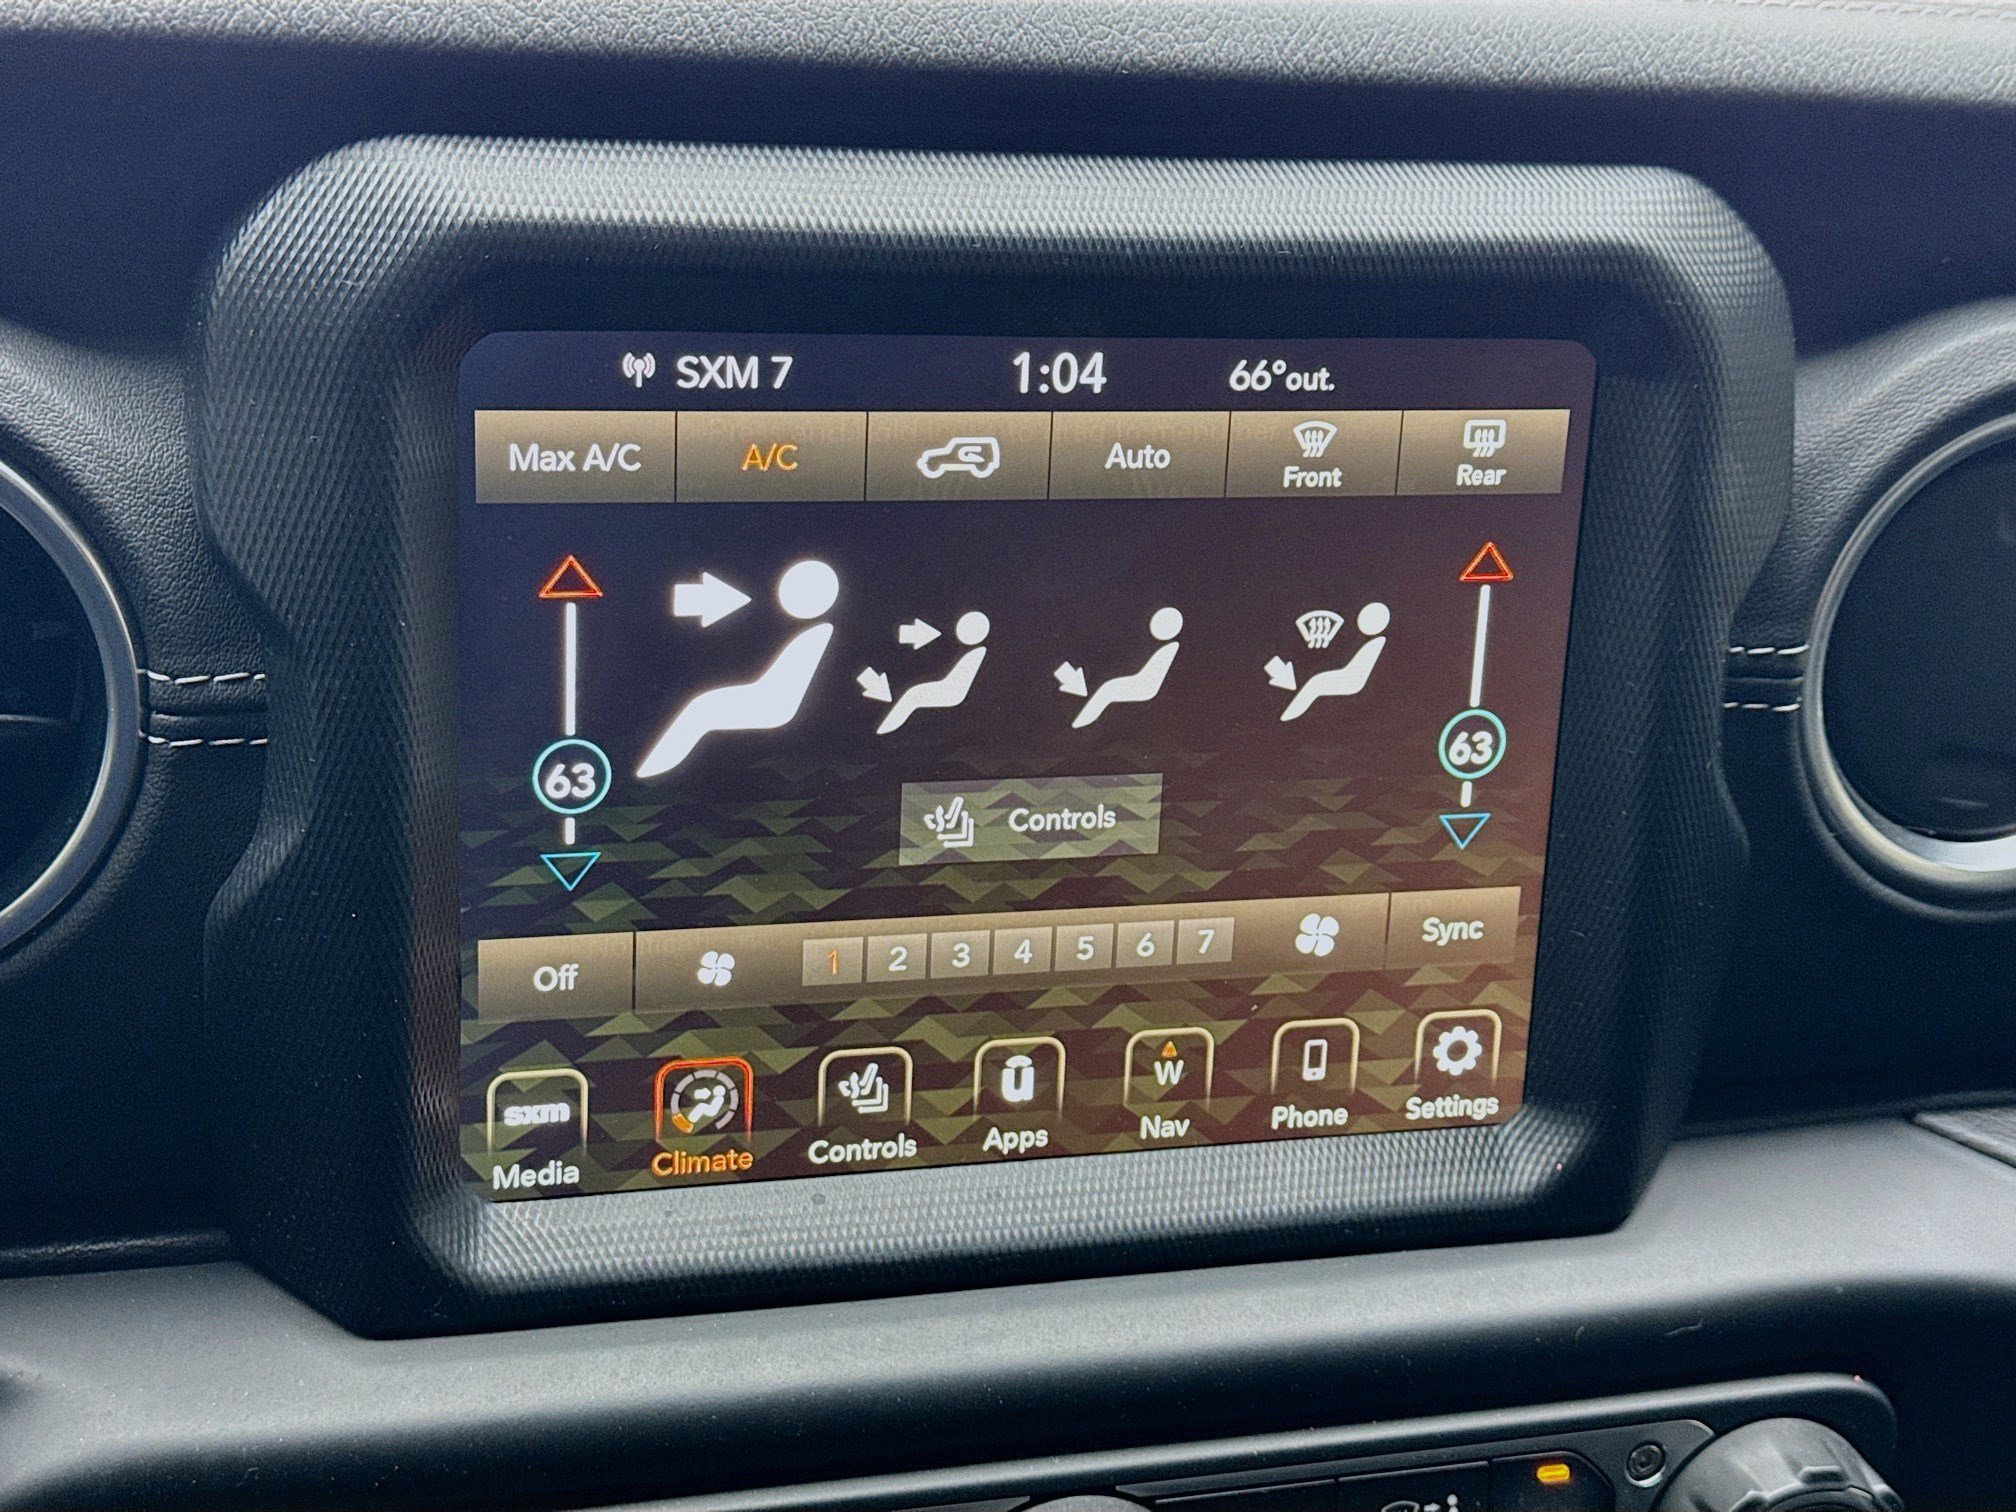 SXM 7 1:04 66°out.
Max A/C A/C Auto Front Rear
63 63
Controls
Off 1 2 3 4 5 6 7 Sync
sxm u W
Media Climate Controls Apps Nav Phone Settings